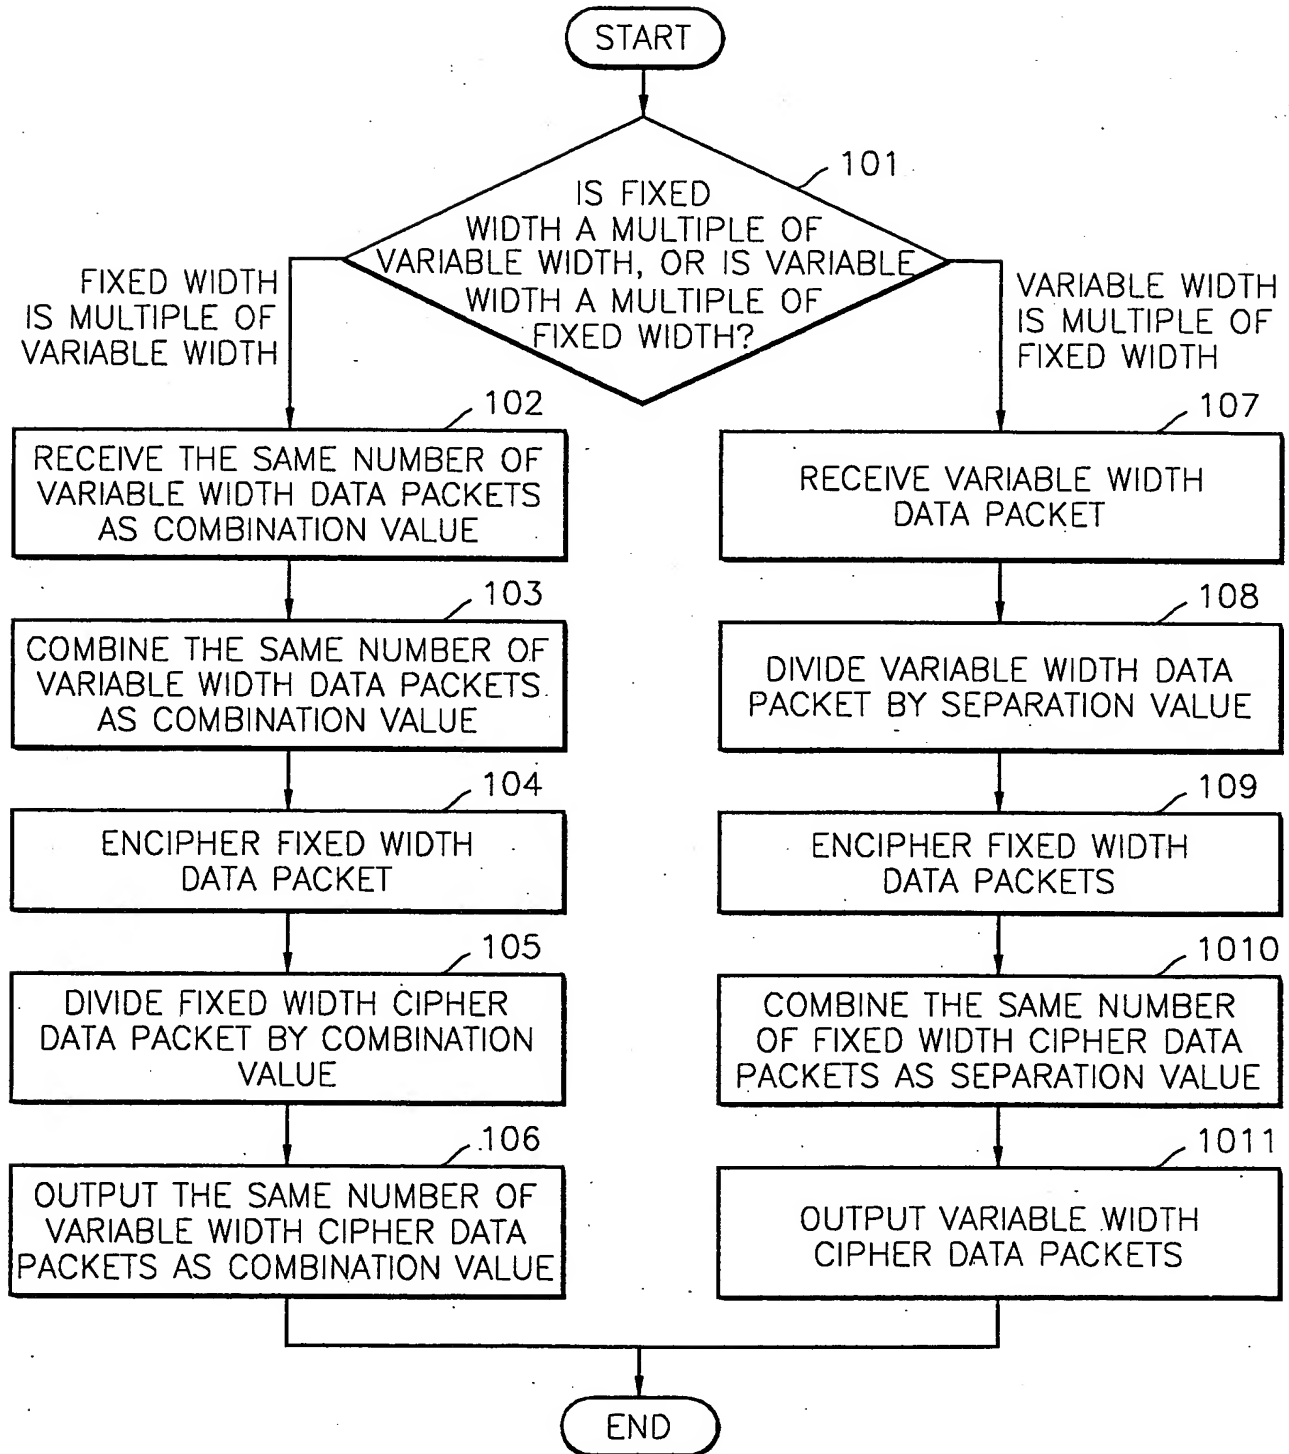 START
101
IS FIXED
WIDTH A MULTIPLE OF
VARIABLE WIDTH, OR IS VARIABLE
WIDTH A MULTIPLE OF
FIXED WIDTH?
FIXED WIDTH
IS MULTIPLE OF
VARIABLE WIDTH
VARIABLE WIDTH
IS MULTIPLE OF
FIXED WIDTH
102
RECEIVE THE SAME NUMBER OF
VARIABLE WIDTH DATA PACKETS
AS COMBINATION VALUE
103
COMBINE THE SAME NUMBER OF
VARIABLE WIDTH DATA PACKETS
AS COMBINATION VALUE
104
ENCIPHER FIXED WIDTH
DATA PACKET
105
DIVIDE FIXED WIDTH CIPHER
DATA PACKET BY COMBINATION
VALUE
106
OUTPUT THE SAME NUMBER OF
VARIABLE WIDTH CIPHER DATA
PACKETS AS COMBINATION VALUE
107
RECEIVE VARIABLE WIDTH
DATA PACKET
108
DIVIDE VARIABLE WIDTH DATA
PACKET BY SEPARATION VALUE
109
ENCIPHER FIXED WIDTH
DATA PACKETS
1010
COMBINE THE SAME NUMBER
OF FIXED WIDTH CIPHER DATA
PACKETS AS SEPARATION VALUE
1011
OUTPUT VARIABLE WIDTH
CIPHER DATA PACKETS
END